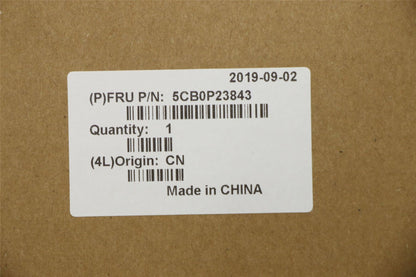 2019-09-02
(P)FRU P/N: 5CB0P23843
Quantity: 1
(4L)Origin: CN
Made in CHINA